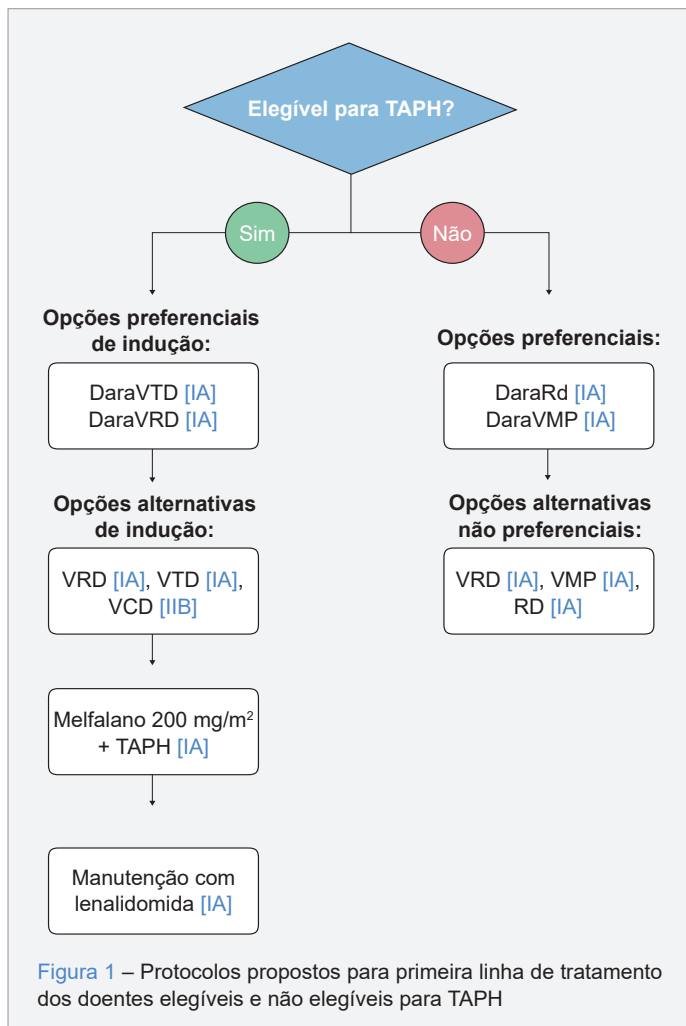 Elegível para TAPH?
Sim
Não
Opções preferenciais
de indução:
DaraVTD [IA]
DaraVRD [IA]
Opções alternativas
de indução:
VRD [IA], VTD [IA],
VCD [IIB]
Melfalano 200 mg/m²
+ TAPH [IA]
Manutenção com
lenalidomida [IA]
Opções preferenciais:
DaraRd [IA]
DaraVMP [IA]
Opções alternativas
não preferenciais:
VRD [IA], VMP [IA],
RD [IA]
Figura 1 – Protocolos propostos para primeira linha de tratamento
dos doentes elegíveis e não elegíveis para TAPH